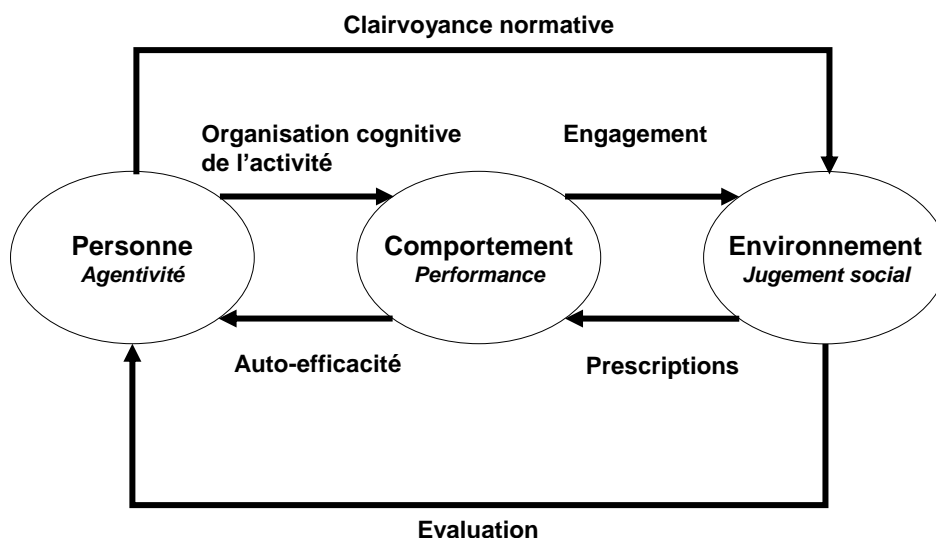 Clairvoyance normative
Organisation cognitive
de l’activité
Engagement
Personne
Agentivité
Comportement
Performance
Environnement
Jugement social
Auto-efficacité
Prescriptions
Evaluation